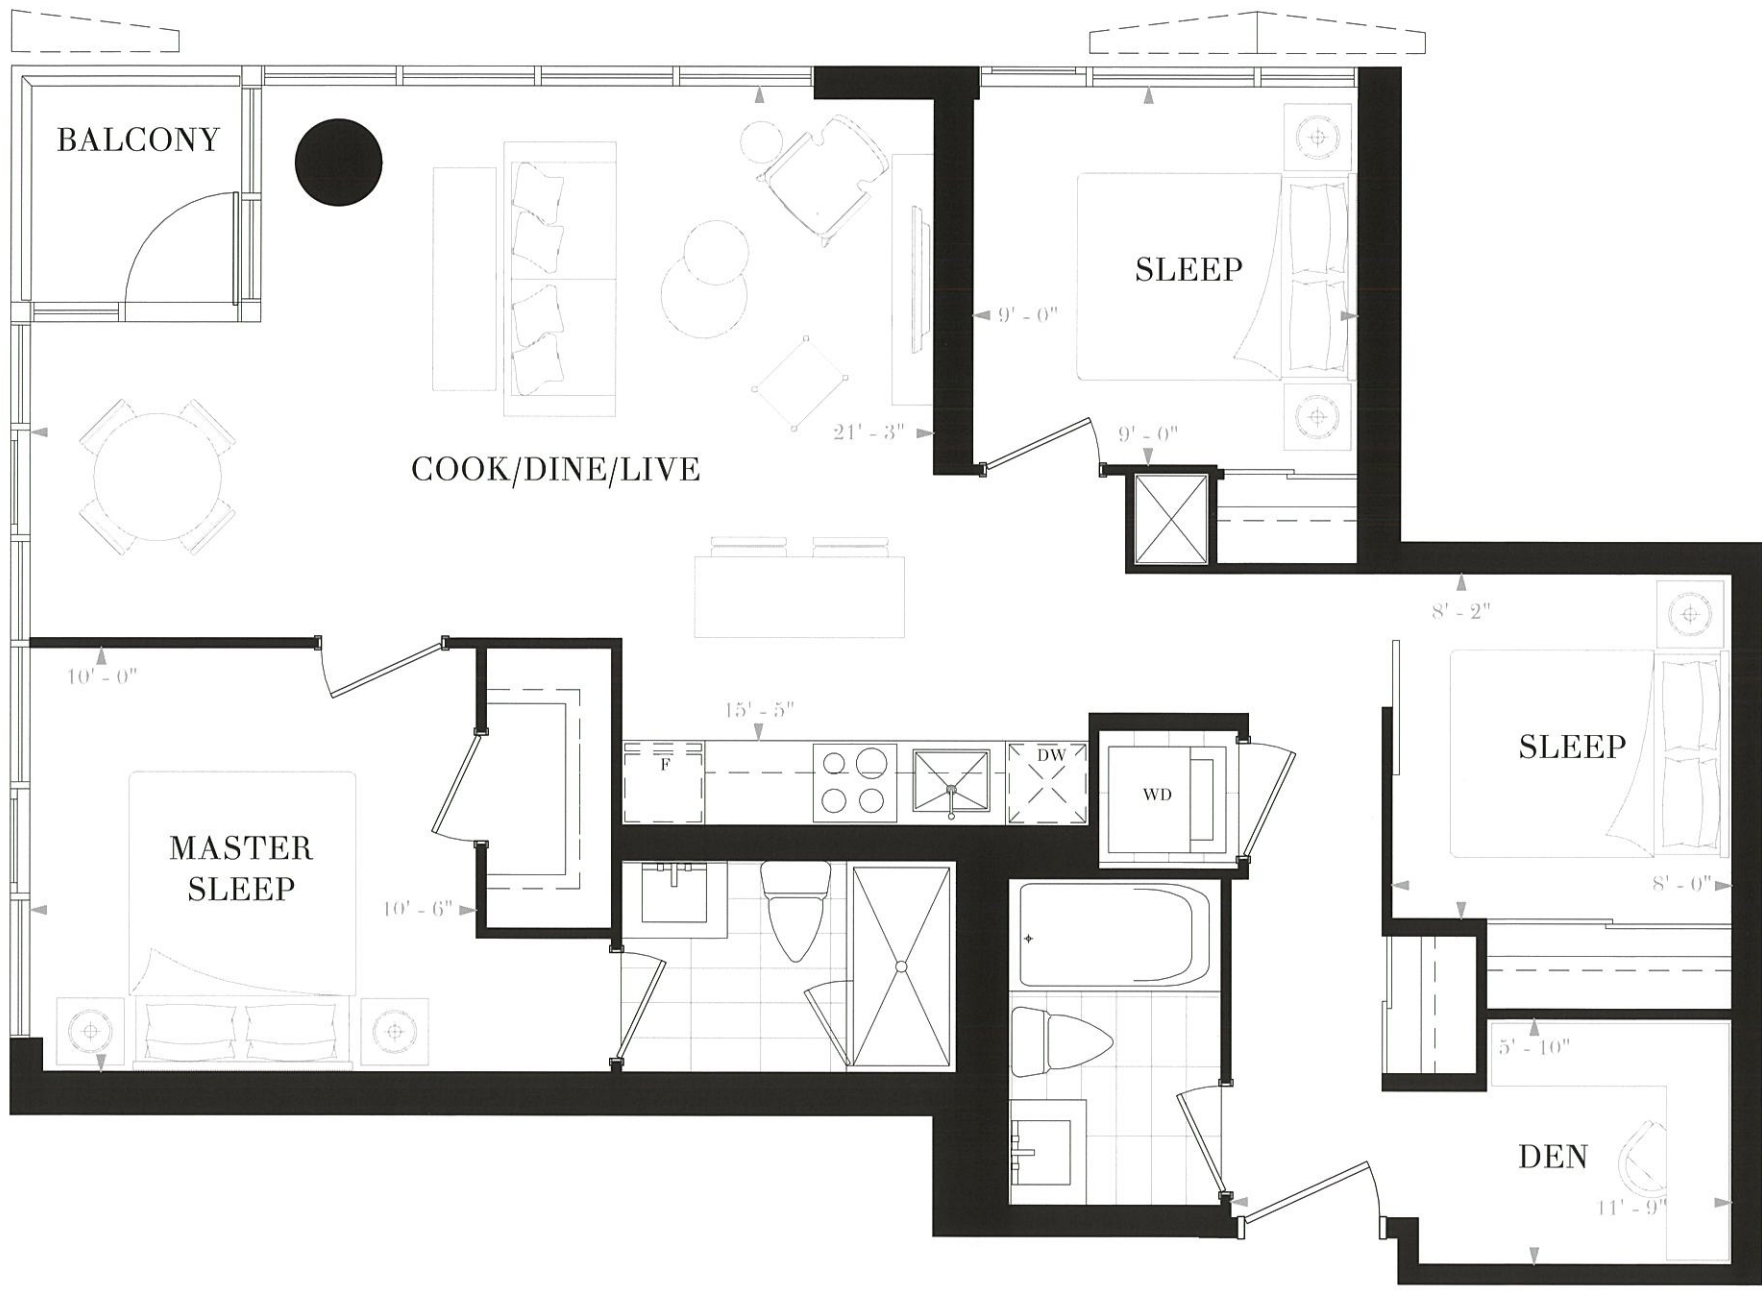 BALCONY
SLEEP
9' - 0"
21' - 3"
9' - 0"
COOK/DINE/LIVE
8' - 2"
10' - 0"
15' - 5"
SLEEP
F
DW
WD
MASTER
SLEEP
10' - 6"
8' - 0"
5' - 10"
DEN
11' - 9"